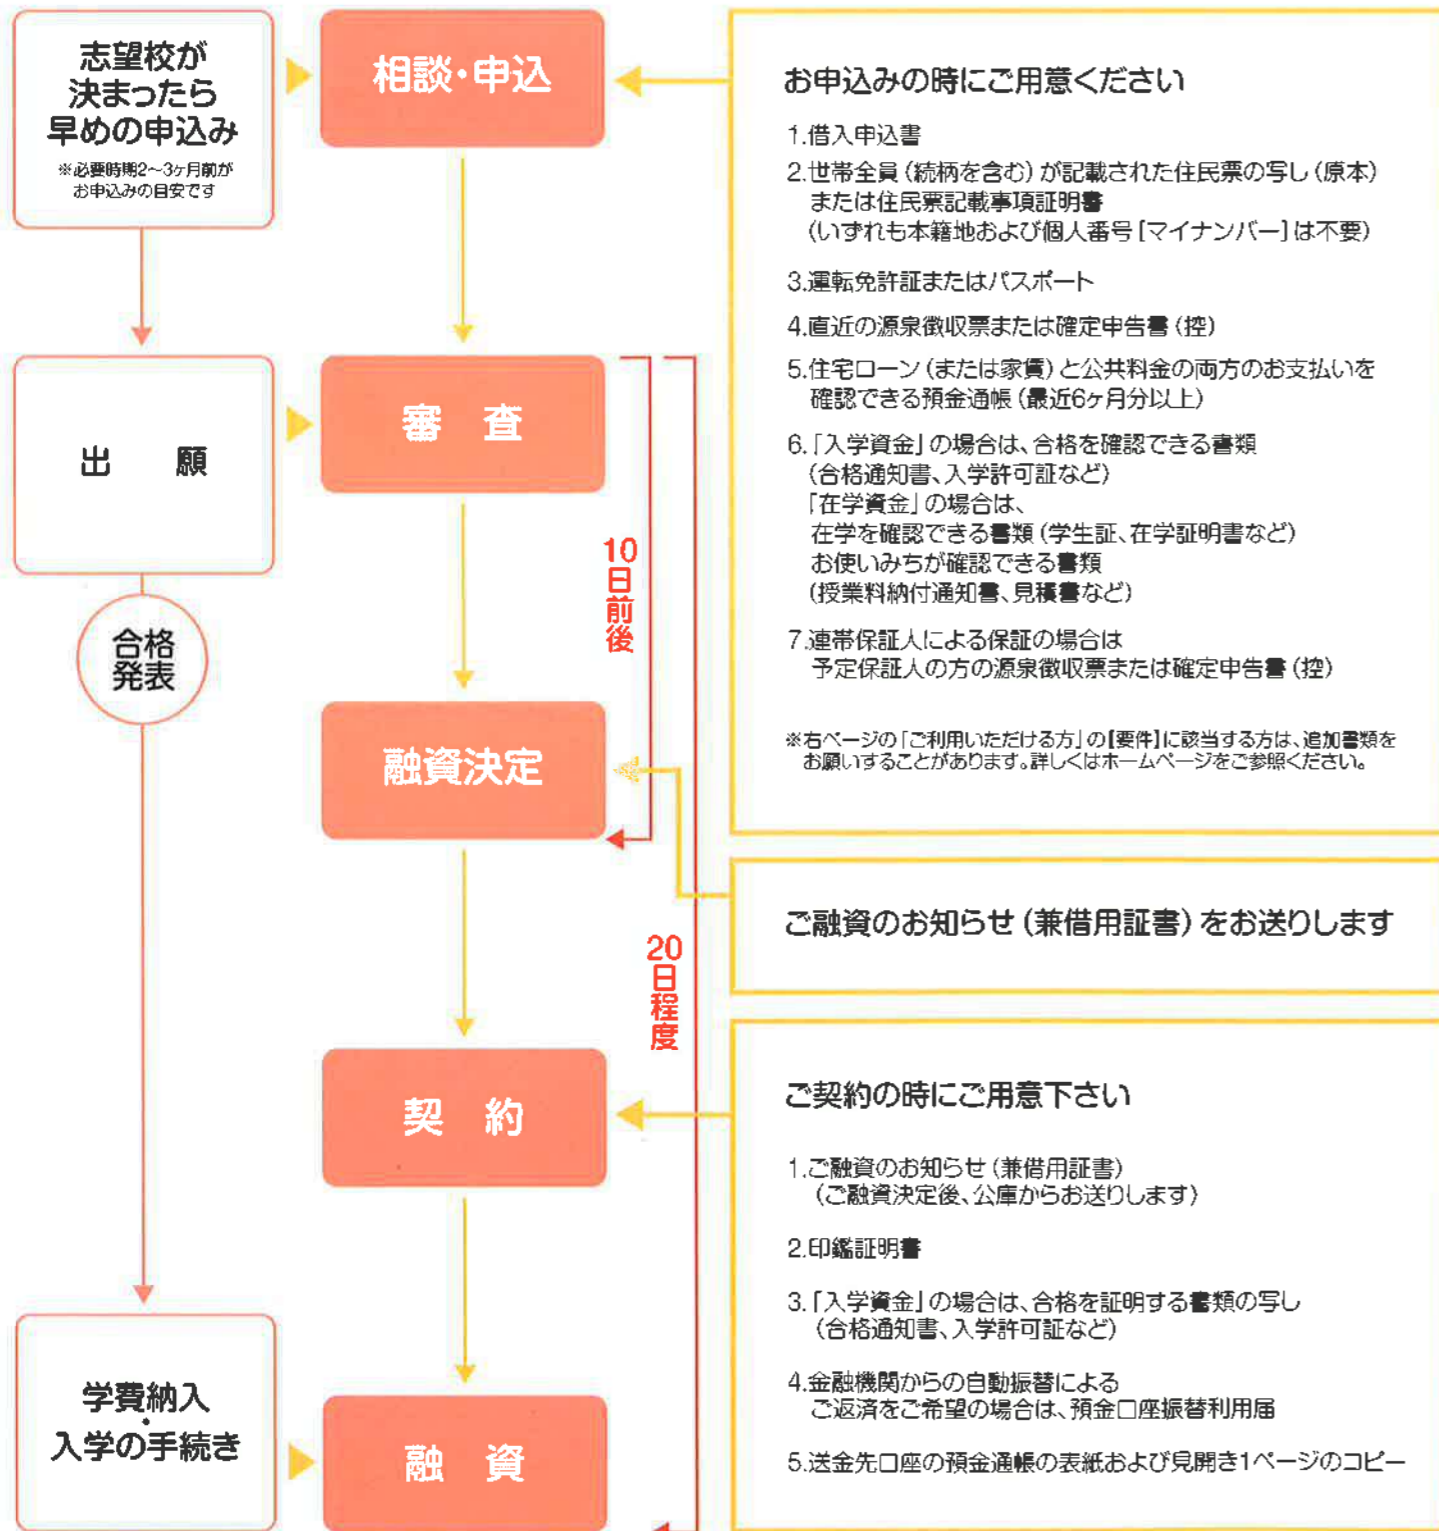 志望校が
決まったら
早めの申込み
※必要時期2〜3ヶ月前が
お申込みの目安です
相談・申込
出　願
審　査
合格
発表
10日前後
融資決定
20日程度
契　約
学費納入
・
入学の手続き
融　資
お申込みの時にご用意ください
1.借入申込書
2.世帯全員（続柄を含む）が記載された住民票の写し（原本）
または住民票記載事項証明書
（いずれも本籍地および個人番号［マイナンバー］は不要）
3.運転免許証またはパスポート
4.直近の源泉徴収票または確定申告書（控）
5.住宅ローン（または家賃）と公共料金の両方のお支払いを
確認できる預金通帳（最近6ヶ月分以上）
6.「入学資金」の場合は、合格を確認できる書類
（合格通知書、入学許可証など）
「在学資金」の場合は、
在学を確認できる書類（学生証、在学証明書など）
お使いみちが確認できる書類
（授業料納付通知書、見積書など）
7.連帯保証人による保証の場合は
予定保証人の方の源泉徴収票または確定申告書（控）
※右ページの「ご利用いただける方」の【要件】に該当する方は、追加書類を
お願いすることがあります。詳しくはホームページをご参照ください。
ご融資のお知らせ（兼借用証書）をお送りします
ご契約の時にご用意下さい
1.ご融資のお知らせ（兼借用証書）
（ご融資決定後、公庫からお送りします）
2.印鑑証明書
3.「入学資金」の場合は、合格を証明する書類の写し
（合格通知書、入学許可証など）
4.金融機関からの自動振替による
ご返済をご希望の場合は、預金口座振替利用届
5.送金先口座の預金通帳の表紙および見開き1ページのコピー